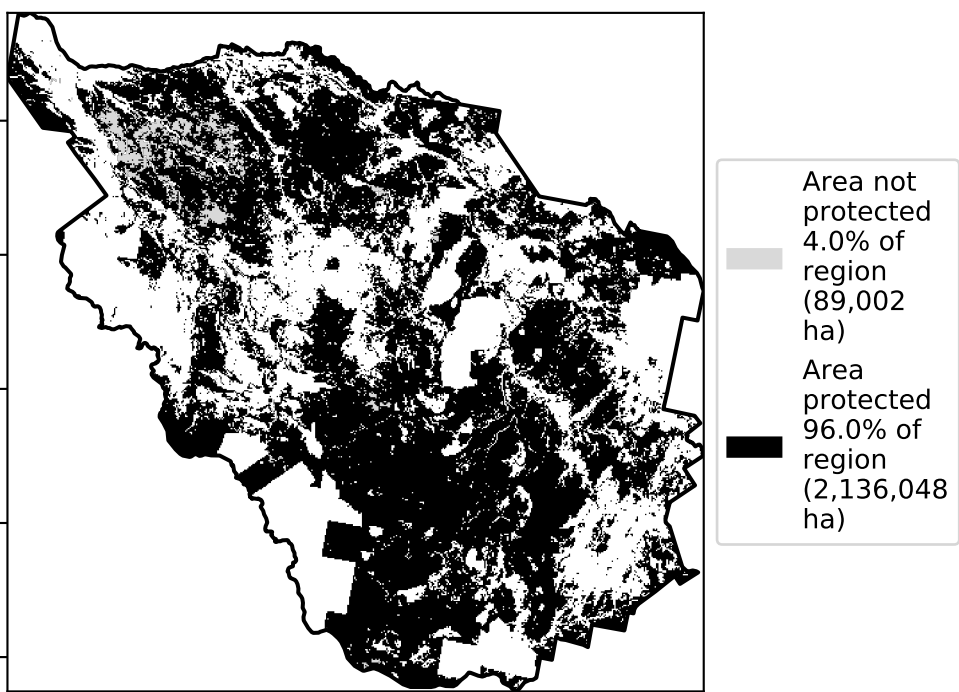 Area not
protected
4.0% of
region
(89,002
ha)
Area
protected
96.0% of
region
(2,136,048
ha)